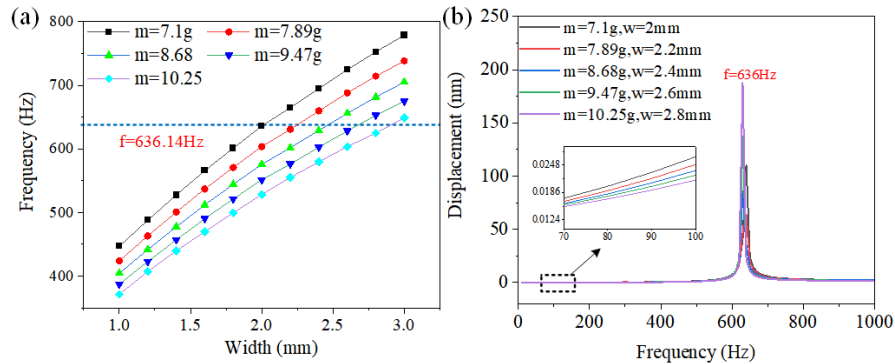 (a)
m=7.1g
m=7.89g
m=8.68
m=9.47g
m=10.25
f=636.14Hz
800
700
600
500
400
Frequency (Hz)
1.0 1.5 2.0 2.5 3.0
Width (mm)
(b)
m=7.1g,w=2mm
m=7.89g,w=2.2mm
m=8.68g,w=2.4mm
m=9.47g,w=2.6mm
m=10.25g,w=2.8mm
f=636Hz
250
200
150
100
50
0
Displacement (nm)
0.0248
0.0186
0.0124
70 80 90 100
0 200 400 600 800 1000
Frequency (Hz)